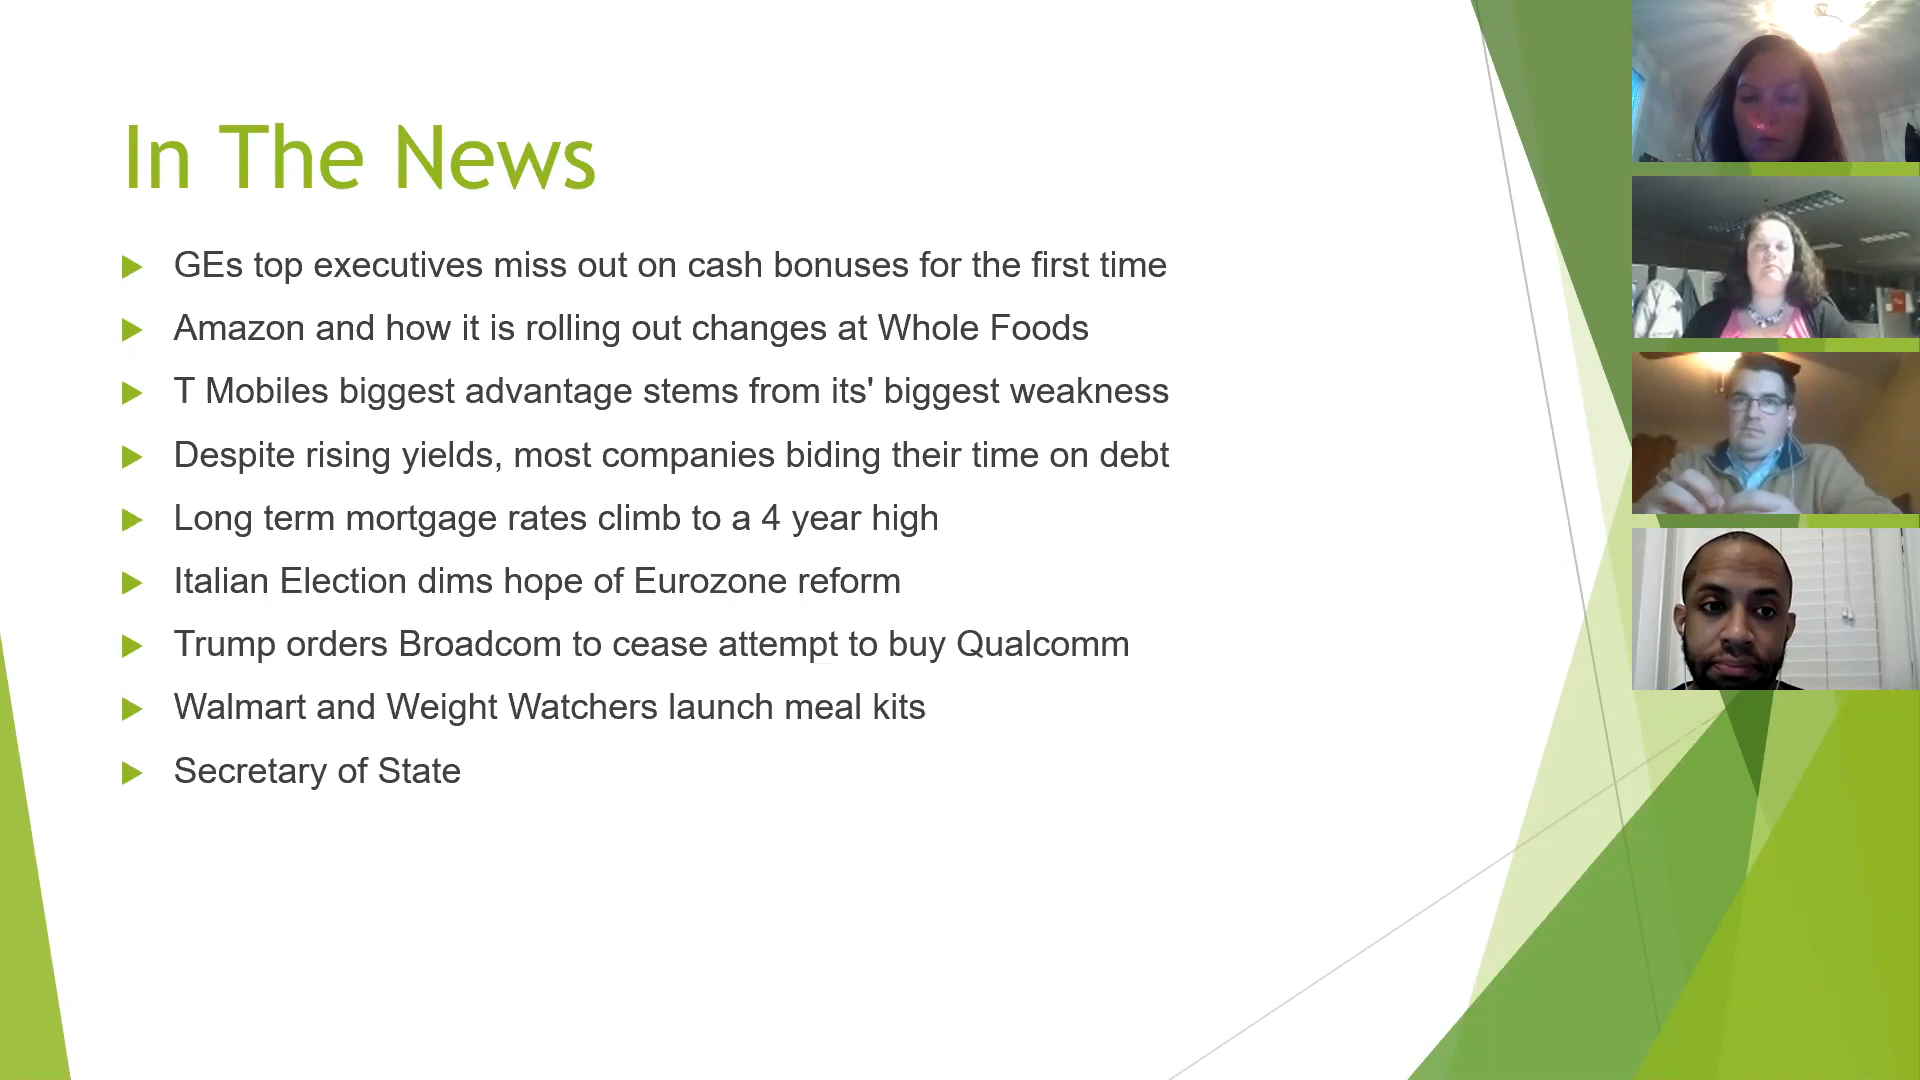 In The News
GEs top executives miss out on cash bonuses for the first time
Amazon and how it is rolling out changes at Whole Foods
T Mobiles biggest advantage stems from its' biggest weakness
Despite rising yields, most companies biding their time on debt
Long term mortgage rates climb to a 4 year high
Italian Election dims hope of Eurozone reform
Trump orders Broadcom to cease attempt to buy Qualcomm
Walmart and Weight Watchers launch meal kits
Secretary of State